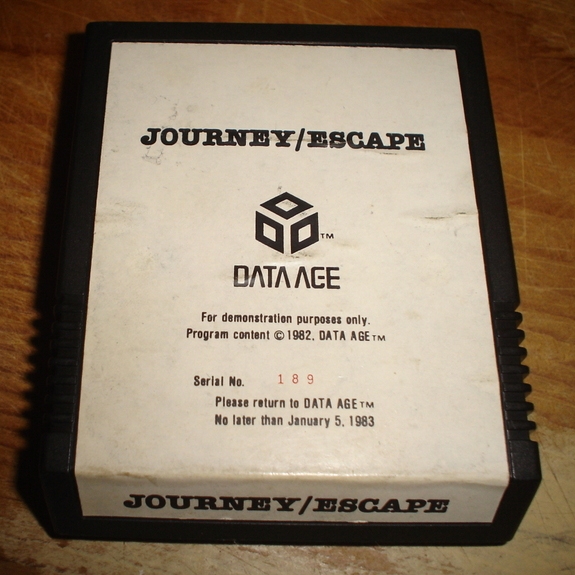 JOURNEY/ESCAPE
TM
DATA AGE
For demonstration purposes only.
Program content ©1982, DATA AGE™
Serial No. 189
Please return to DATA AGE™
No later than January 5, 1983
JOURNEY/ESCAPE